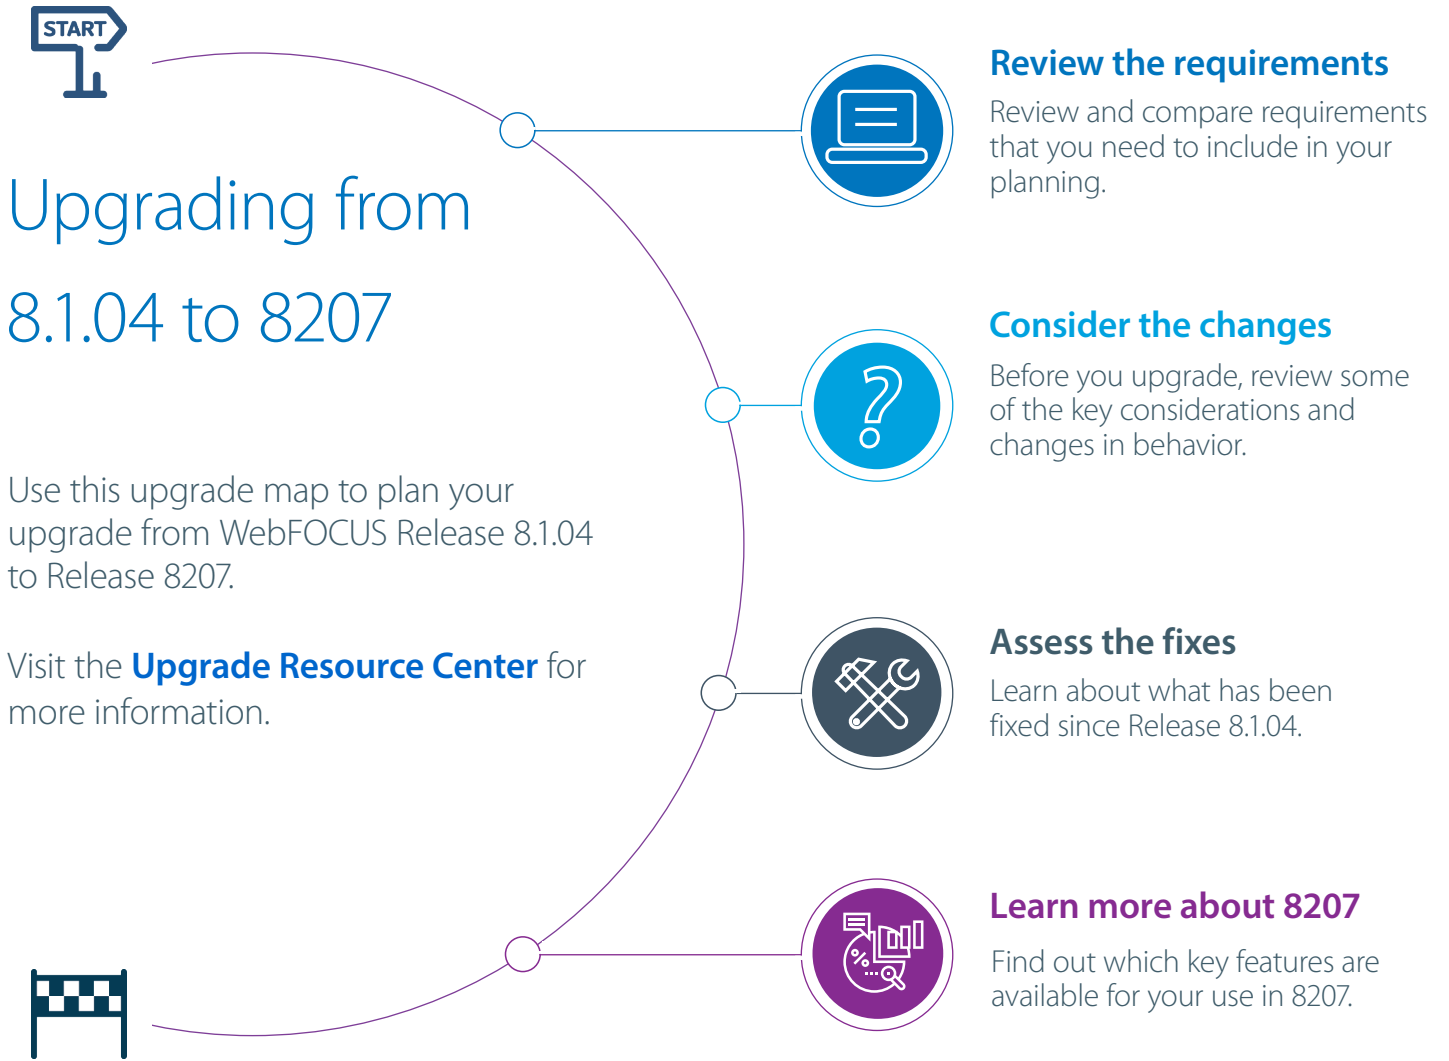 START
Upgrading from
8.1.04 to 8207
Use this upgrade map to plan your
upgrade from WebFOCUS Release 8.1.04
to Release 8207.
Visit the Upgrade Resource Center for
more information.
Review the requirements
Review and compare requirements
that you need to include in your
planning.
Consider the changes
Before you upgrade, review some
of the key considerations and
changes in behavior.
?
Assess the fixes
Learn about what has been
fixed since Release 8.1.04.
Learn more about 8207
Find out which key features are
available for your use in 8207.
%